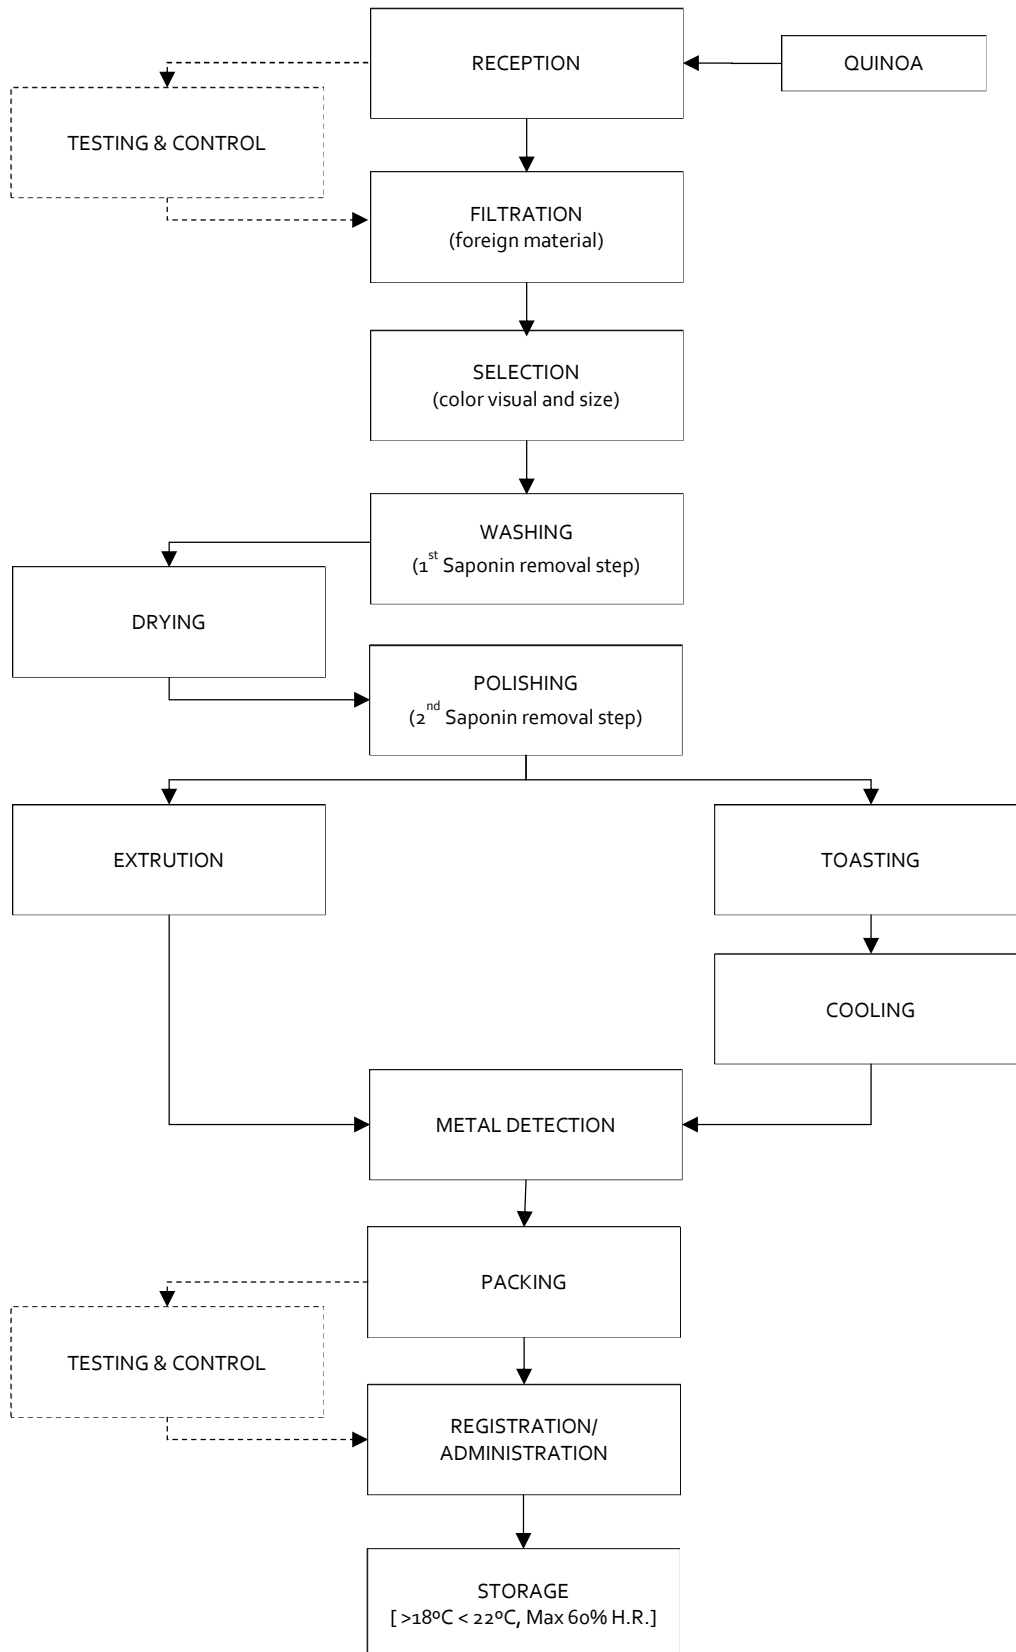 RECEPTION
QUINOA
TESTING & CONTROL
FILTRATION
(foreign material)
SELECTION
(color visual and size)
WASHING
(1st Saponin removal step)
DRYING
POLISHING
(2nd Saponin removal step)
EXTRUTION
TOASTING
COOLING
METAL DETECTION
PACKING
TESTING & CONTROL
REGISTRATION/
ADMINISTRATION
STORAGE
[ >18ºC < 22ºC, Max 60% H.R.]